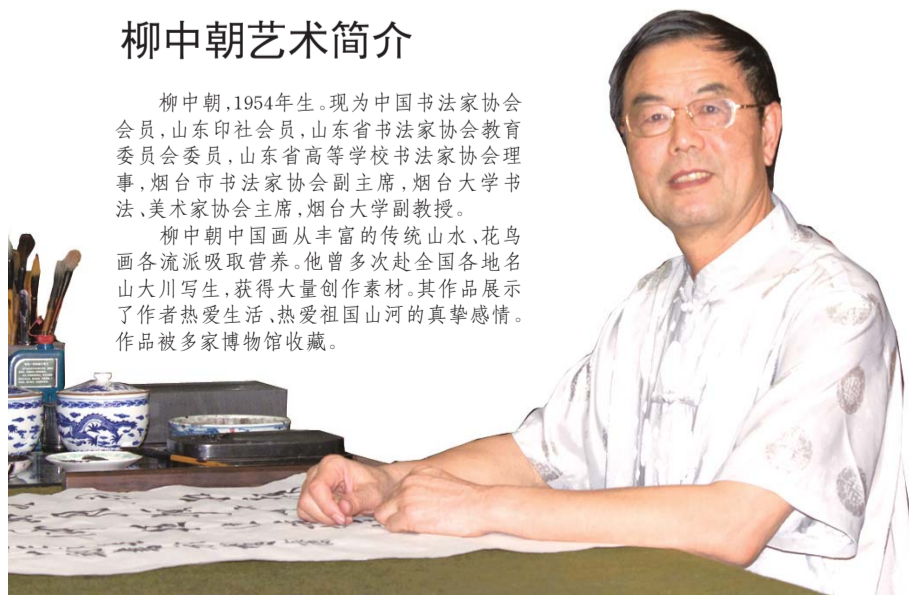 柳中朝艺术简介
柳中朝,1954年生。现为中国书法家协会
会员,山东印社会员,山东省书法家协会教育
委员会委员,山东省高等学校书法家协会理
事,烟台市书法家协会副主席,烟台大学书
法、美术家协会主席,烟台大学副教授。
柳中朝中国画从丰富的传统山水、花鸟
画各流派吸取营养。他曾多次赴全国各地名
山大川写生,获得大量创作素材。其作品展示
了作者热爱生活、热爱祖国山河的真挚感情。
作品被多家博物馆收藏。